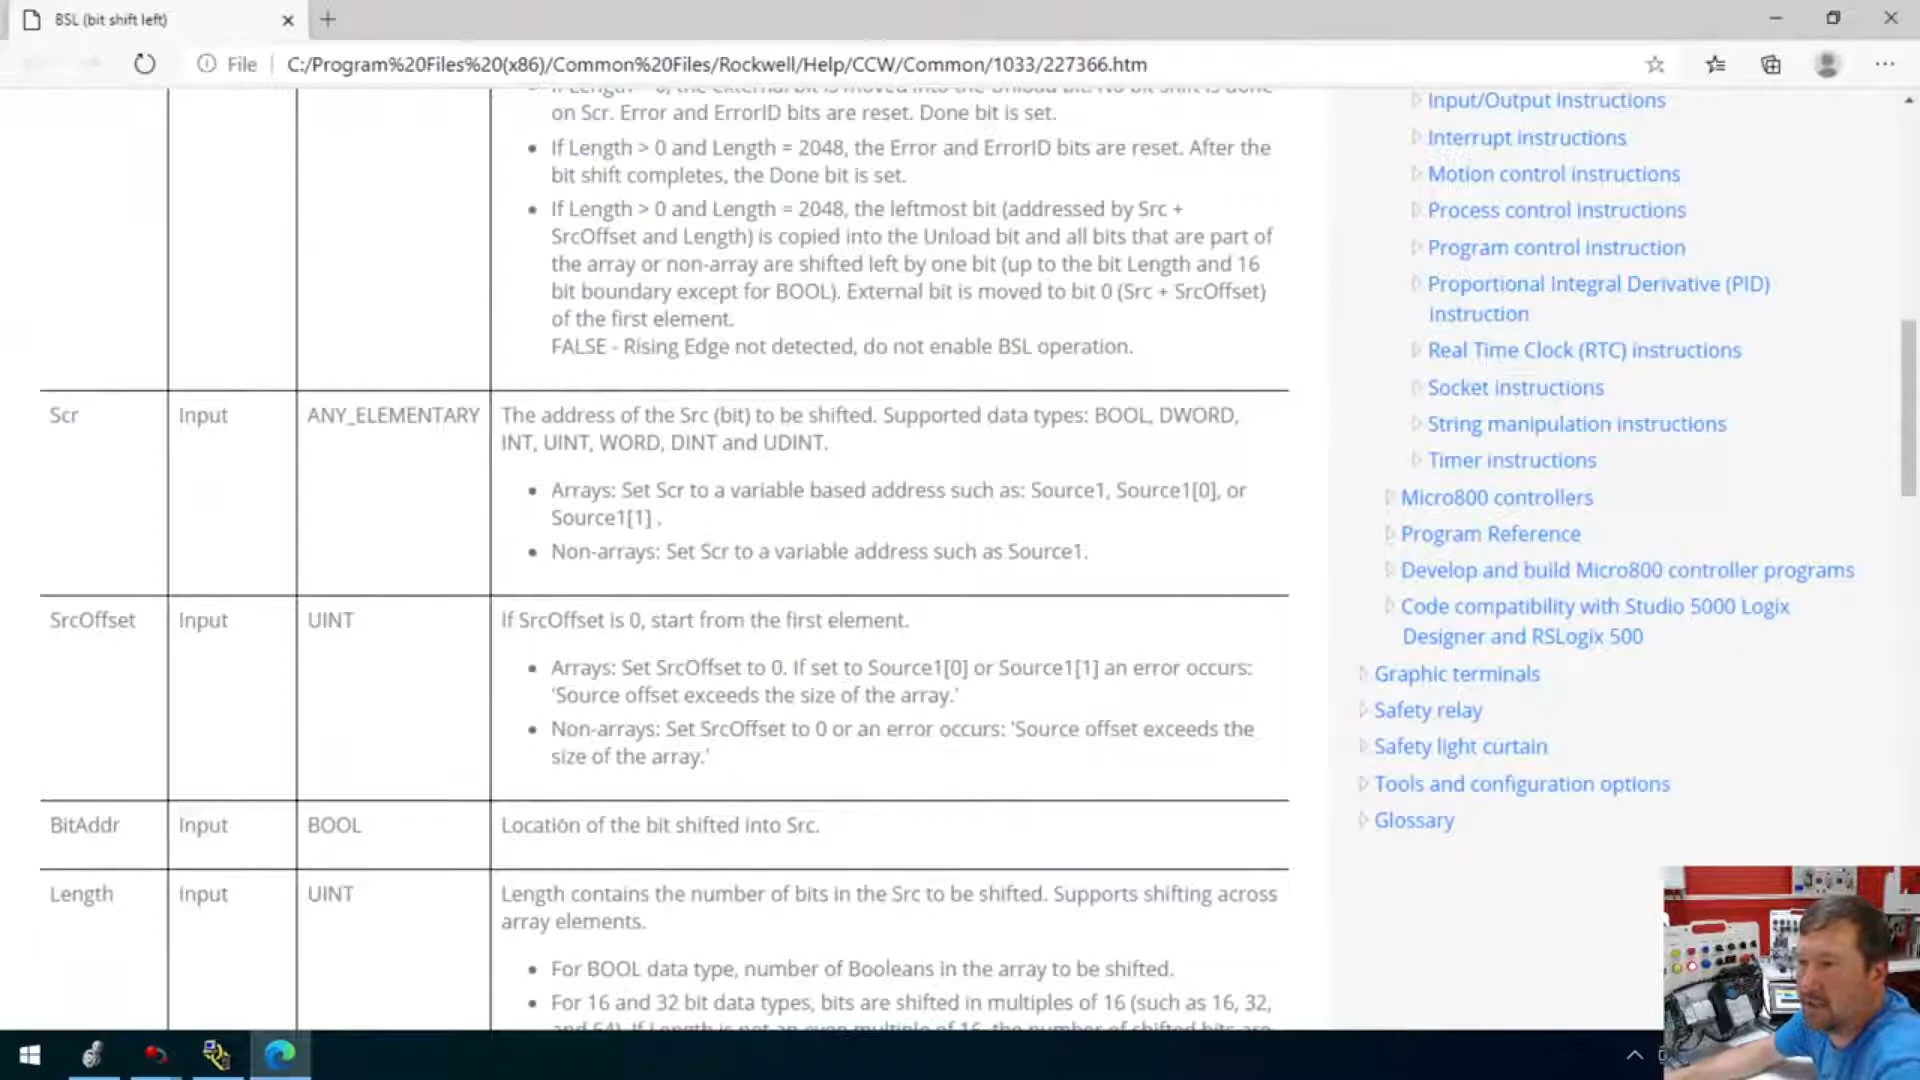 BSL (bit shift left)
File
C:/Program%20Files%20(x86)/Common%20Files/Rockwell/Help/CCW/Common/1033/227366.htm
on Scr. Error and ErrorID bits are reset. Done bit is set.
If Length > 0 and Length = 2048, the Error and ErrorID bits are reset. After the
bit shift completes, the Done bit is set.
If Length > 0 and Length = 2048, the leftmost bit (addressed by Src +
SrcOffset and Length) is copied into the Unload bit and all bits that are part of
the array or non-array are shifted left by one bit (up to the bit Length and 16
bit boundary except for BOOL). External bit is moved to bit 0 (Src + SrcOffset)
of the first element.
FALSE - Rising Edge not detected, do not enable BSL operation.
Scr
Input
ANY_ELEMENTARY
The address of the Src (bit) to be shifted. Supported data types: BOOL, DWORD,
INT, UINT, WORD, DINT and UDINT.
Arrays: Set Scr to a variable based address such as: Source1, Source1[0], or
Source1[1] .
Non-arrays: Set Scr to a variable address such as Source1.
SrcOffset
Input
UINT
If SrcOffset is 0, start from the first element.
Arrays: Set SrcOffset to 0. If set to Source1[0] or Source1[1] an error occurs:
'Source offset exceeds the size of the array.'
Non-arrays: Set SrcOffset to 0 or an error occurs: 'Source offset exceeds the
size of the array.'
BitAddr
Input
BOOL
Location of the bit shifted into Src.
Length
Input
UINT
Length contains the number of bits in the Src to be shifted. Supports shifting across
array elements.
For BOOL data type, number of Booleans in the array to be shifted.
For 16 and 32 bit data types, bits are shifted in multiples of 16 (such as 16, 32,
Input/Output Instructions
Interrupt instructions
Motion control instructions
Process control instructions
Program control instruction
Proportional Integral Derivative (PID)
instruction
Real Time Clock (RTC) instructions
Socket instructions
String manipulation instructions
Timer instructions
Micro800 controllers
Program Reference
Develop and build Micro800 controller programs
Code compatibility with Studio 5000 Logix
Designer and RSLogix 500
Graphic terminals
Safety relay
Safety light curtain
Tools and configuration options
Glossary